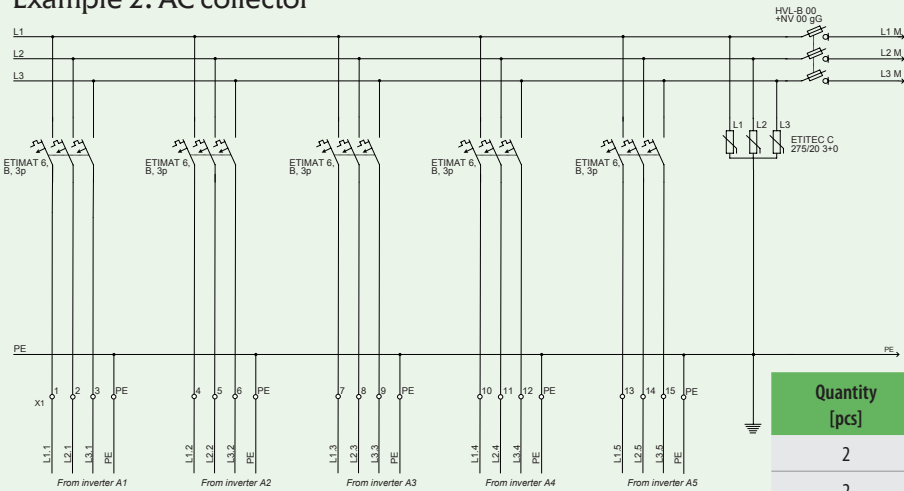 Example 2: AC collector
HVL-B 00
+NV 00 gG
L1
L1 M
L2
L2 M
L3
L3 M
L1 L2 L3
ETITEC C
275/20 3+0
ETIMAT 6,
B, 3p
ETIMAT 6,
B, 3p
ETIMAT 6,
B, 3p
ETIMAT 6,
B, 3p
ETIMAT 6,
B, 3p
PE
PE
X1
1 2 3 PE
4 5 6 PE
7 8 9 PE
10 11 12 PE
13 14 15 PE
L1.1 L2.1 L3.1 PE
L1.2 L2.2 L3.2 PE
L1.3 L2.3 L3.3 PE
L1.4 L2.4 L3.4 PE
L1.5 L2.5 L3.5 PE
From inverter A1
From inverter A2
From inverter A3
From inverter A4
From inverter A5
Quantity
[pcs]
2